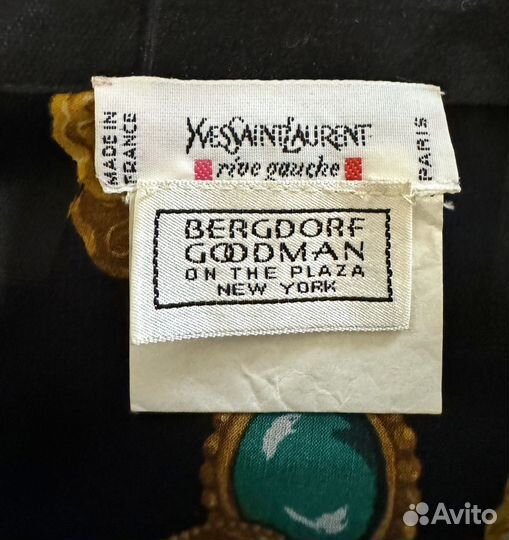 MADE IN
FRANCE
YVESSAINTLAURENT
rive gauche
PARIS
BERGDORF
GOODMAN
ON THE PLAZA
NEW YORK
Avito